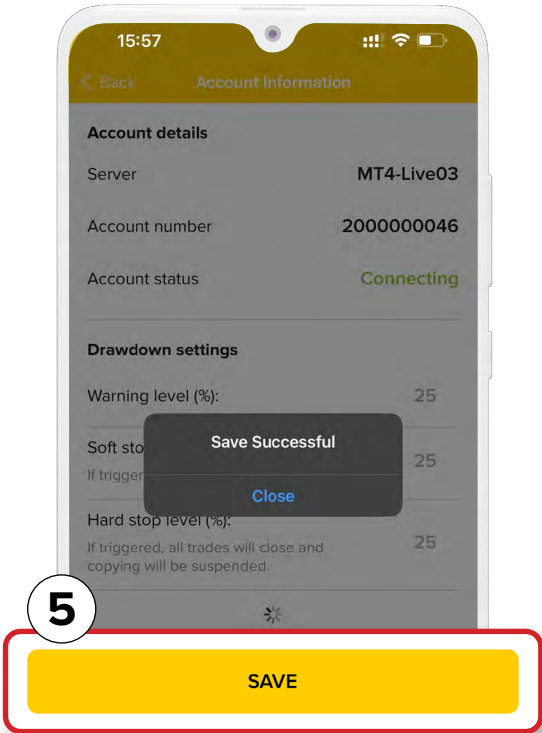 15:57
Back Account Information
Account details
Server MT4-Live03
Account number 2000000046
Account status Connecting
Drawdown settings
Warning level (%): 25
Save Successful
Soft sto 25
If trigger
Close
Hard stop level (%): 25
If triggered, all trades will close and
copying will be suspended.
5
SAVE